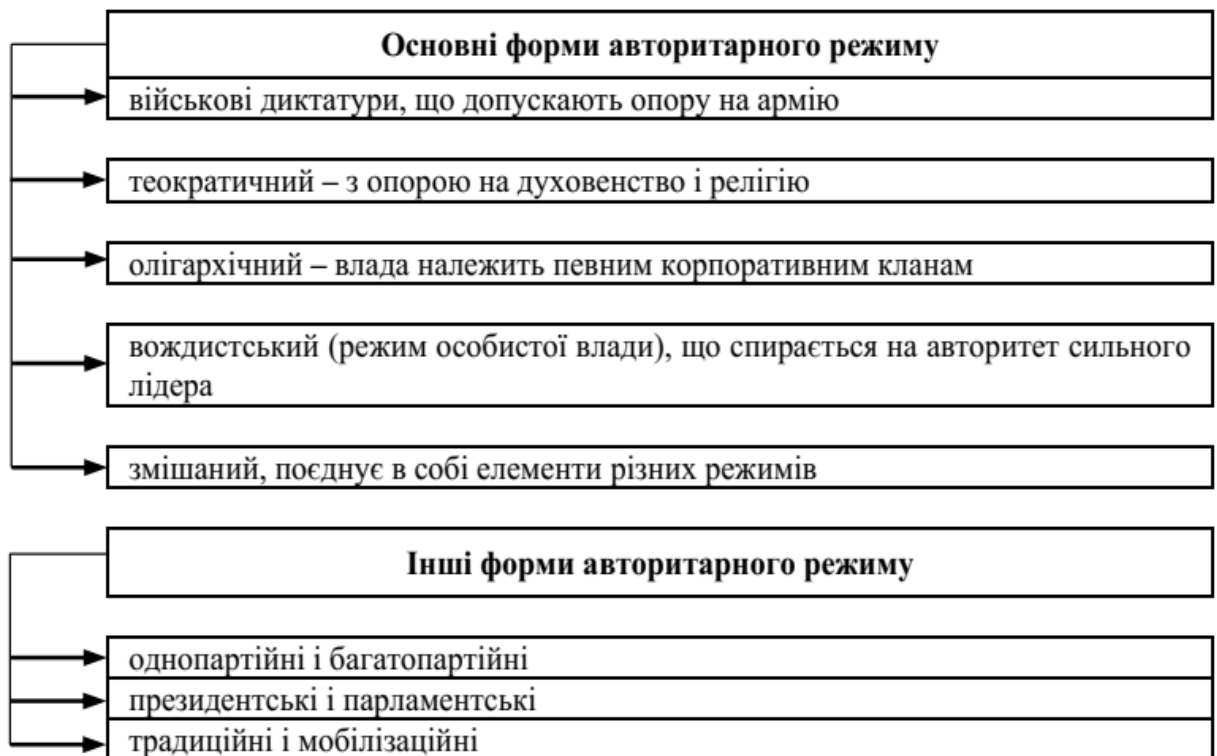 Основні форми авторитарного режиму
військові диктатури, що допускають опору на армію
теократичний – з опорою на духовенство і релігію
олігархічний – влада належить певним корпоративним кланам
вождистський (режим особистої влади), що спирається на авторитет сильного
лідера
змішаний, поєднує в собі елементи різних режимів
Інші форми авторитарного режиму
однопартійні і багатопартійні
президентські і парламентські
традиційні і мобілізаційні